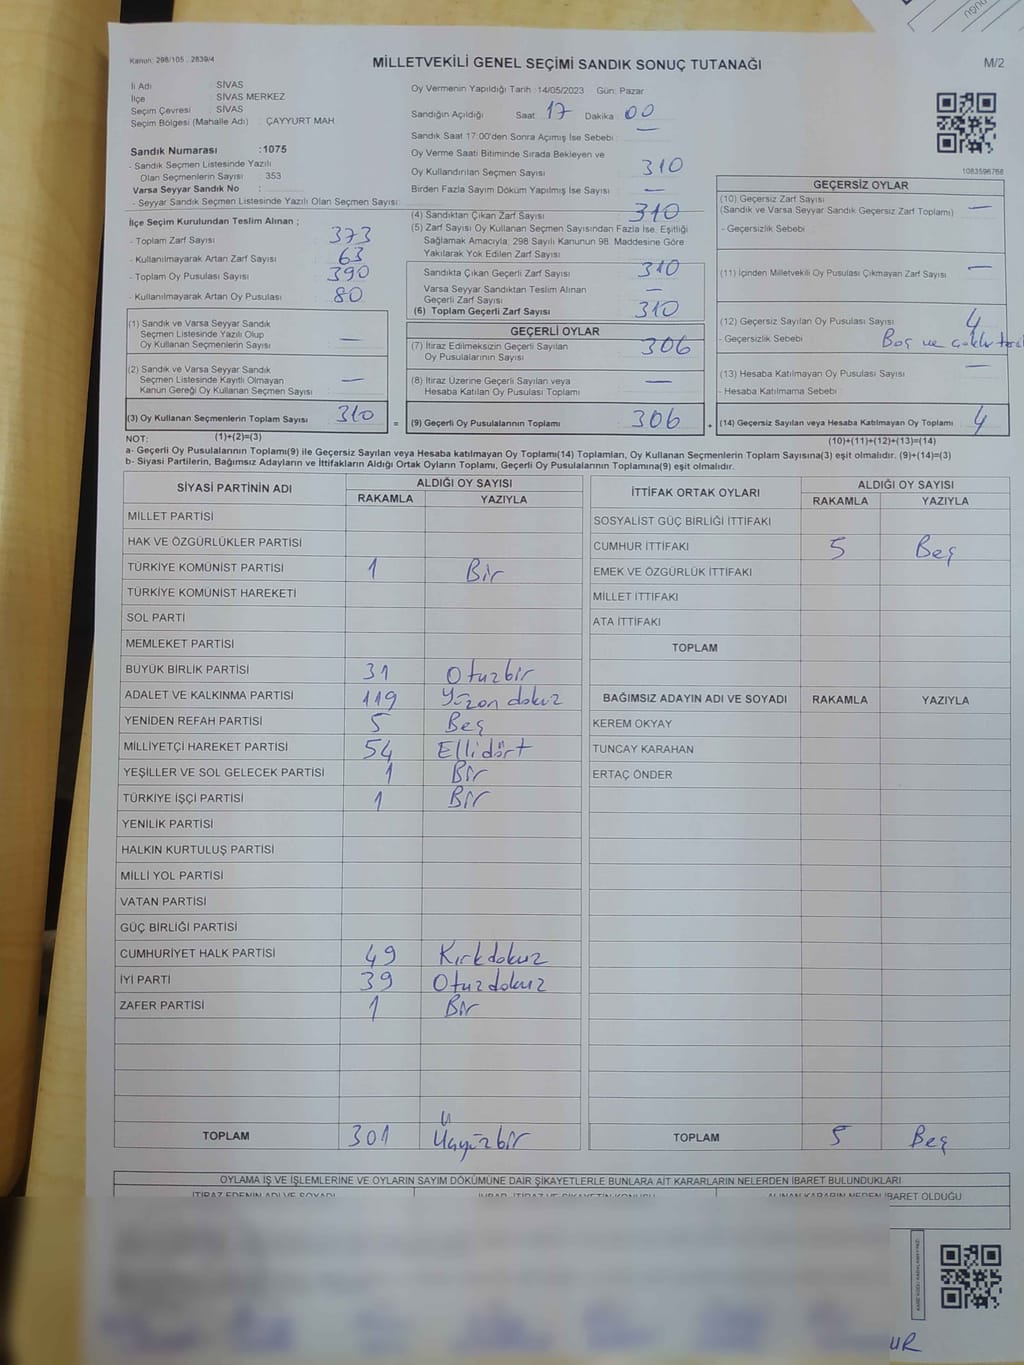 Kanun: 298/105 , 2839/4
MİLLETVEKİLİ GENEL SEÇİMİ SANDIK SONUÇ TUTANAĞI
M/2
İl Adı : SİVAS
İlçe : SİVAS MERKEZ
Seçim Çevresi : SİVAS
Seçim Bölgesi (Mahalle Adı) : ÇAYYURT MAH
Sandık Numarası :1075
- Sandık Seçmen Listesinde Yazılı
Olan Seçmenlerin Sayısı : 353
Varsa Seyyar Sandık No :
- Seyyar Sandık Seçmen Listesinde Yazılı Olan Seçmen Sayısı :
Oy Vermenin Yapıldığı Tarih :14/05/2023 Gün: Pazar
Sandığın Açıldığı Saat : 17 Dakika : 00
Sandık Saat 17:00'den Sonra Açımış İse Sebebi : —
Oy Verme Saati Bitiminde Sırada Bekleyen ve
Oy Kullandırılan Seçmen Sayısı : 310
Birden Fazla Sayım Döküm Yapılmış İse Sayısı : —
1083596768
İlçe Seçim Kurulundan Teslim Alınan ;
- Toplam Zarf Sayısı : 373
- Kullanılmayarak Artan Zarf Sayısı : 63
- Toplam Oy Pusulası Sayısı : 390
- Kullanılmayarak Artan Oy Pusulası : 80
(1) Sandık ve Varsa Seyyar Sandık
Seçmen Listesinde Yazılı Olup
Oy Kullanan Seçmenlerin Sayısı : —
(2) Sandık ve Varsa Seyyar Sandık
Seçmen Listesinde Kayıtlı Olmayan
Kanun Gereği Oy Kullanan Seçmen Sayısı : —
(3) Oy Kullanan Seçmenlerin Toplam Sayısı : 310
(4) Sandıktan Çıkan Zarf Sayısı : 310
(5) Zarf Sayısı Oy Kullanan Seçmen Sayısından Fazla İse, Eşitliği
Sağlamak Amacıyla, 298 Sayılı Kanunun 98. Maddesine Göre
Yakılarak Yok Edilen Zarf Sayısı :
Sandıkta Çıkan Geçerli Zarf Sayısı : 310
Varsa Seyyar Sandıktan Teslim Alınan
Geçerli Zarf Sayısı : —
(6) Toplam Geçerli Zarf Sayısı : 310
GEÇERLİ OYLAR
(7) İtiraz Edilmeksizin Geçerli Sayılan
Oy Pusulalarının Sayısı : 306
(8) İtiraz Üzerine Geçerli Sayılan veya
Hesaba Katılan Oy Pusulası Toplamı : —
= (9) Geçerli Oy Pusulalarının Toplamı : 306 +
GEÇERSİZ OYLAR
(10) Geçersiz Zarf Sayısı : —
(Sandık ve Varsa Seyyar Sandık Geçersiz Zarf Toplamı)
- Geçersizlik Sebebi :
(11) İçinden Milletvekili Oy Pusulası Çıkmayan Zarf Sayısı : —
(12) Geçersiz Sayılan Oy Pusulası Sayısı : 4
- Geçersizlik Sebebi : Boş ve
(13) Hesaba Katılmayan Oy Pusulası Sayısı : —
- Hesaba Katılmama Sebebi :
(14) Geçersiz Sayılan veya Hesaba Katılmayan Oy Toplamı : 4
NOT: (1)+(2)=(3)
(10)+(11)+(12)+(13)=(14)
a- Geçerli Oy Pusulalarının Toplamı(9) ile Geçersiz Sayılan veya Hesaba katılmayan Oy Toplamı(14) Toplamları, Oy Kullanan Seçmenlerin Toplam Sayısına(3) eşit olmalıdır. (9)+(14)=(3)
b- Siyasi Partilerin, Bağımsız Adayların ve İttifakların Aldığı Ortak Oyların Toplamı, Geçerli Oy Pusulalarının Toplamına(9) eşit olmalıdır.
SİYASİ PARTİNİN ADI
ALDIĞI OY SAYISI
RAKAMLA YAZIYLA
MİLLET PARTİSİ
HAK VE ÖZGÜRLÜKLER PARTİSİ
TÜRKİYE KOMÜNİST PARTİSİ 1 Bir
TÜRKİYE KOMÜNİST HAREKETİ
SOL PARTİ
MEMLEKET PARTİSİ
BÜYÜK BİRLİK PARTİSİ 31 Otuzbir
ADALET VE KALKINMA PARTİSİ 119 Yüzon dokuz
YENİDEN REFAH PARTİSİ 5 Beş
MİLLİYETÇİ HAREKET PARTİSİ 54 Ellidört
YEŞİLLER VE SOL GELECEK PARTİSİ 1 Bir
TÜRKİYE İŞÇİ PARTİSİ 1 Bir
YENİLİK PARTİSİ
HALKIN KURTULUŞ PARTİSİ
MİLLİ YOL PARTİSİ
VATAN PARTİSİ
GÜÇ BİRLİĞİ PARTİSİ
CUMHURİYET HALK PARTİSİ 49 Kırkdokuz
İYİ PARTİ 39 Otuzdokuz
ZAFER PARTİSİ 1 Bir
TOPLAM 301
İTTİFAK ORTAK OYLARI
ALDIĞI OY SAYISI
RAKAMLA YAZIYLA
SOSYALİST GÜÇ BİRLİĞİ İTTİFAKI
CUMHUR İTTİFAKI 5 Beş
EMEK VE ÖZGÜRLÜK İTTİFAKI
MİLLET İTTİFAKI
ATA İTTİFAKI
TOPLAM
BAĞIMSIZ ADAYIN ADI VE SOYADI RAKAMLA YAZIYLA
KEREM OKYAY
TUNCAY KARAHAN
ERTAÇ ÖNDER
TOPLAM 5 Beş
OYLAMA İŞ VE İŞLEMLERİNE VE OYLARIN SAYIM DÖKÜMÜNE DAİR ŞİKAYETLERLE BUNLARA AİT KARARLARIN NELERDEN İBARET BULUNDUKLARI
İTİRAZ EDENİN ADI VE SOYADI
ALINAN KARARIN NEDEN İBARET OLDUĞU
UR